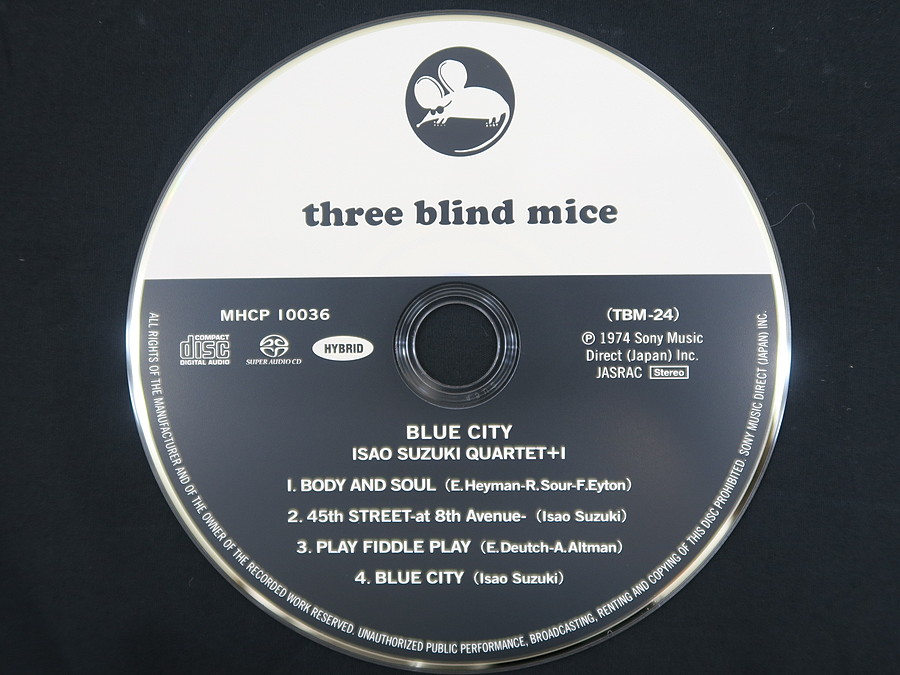 three blind mice
MHCP 10036
COMPACT
disc
DIGITAL AUDIO
SUPER AUDIO CD
HYBRID
(TBM-24)
℗ 1974 Sony Music
Direct (Japan) Inc.
JASRAC Stereo
BLUE CITY
ISAO SUZUKI QUARTET+1
1. BODY AND SOUL (E.Heyman-R.Sour-F.Eyton)
2. 45th STREET-at 8th Avenue- (Isao Suzuki)
3. PLAY FIDDLE PLAY (E.Deutch-A.Altman)
4. BLUE CITY (Isao Suzuki)
ALL RIGHTS OF THE MANUFACTURER AND OF THE OWNER OF THE RECORDED WORK RESERVED. UNAUTHORIZED PUBLIC PERFORMANCE, BROADCASTING, RENTING AND COPYING OF THIS DISC PROHIBITED. SONY MUSIC DIRECT (JAPAN) INC.